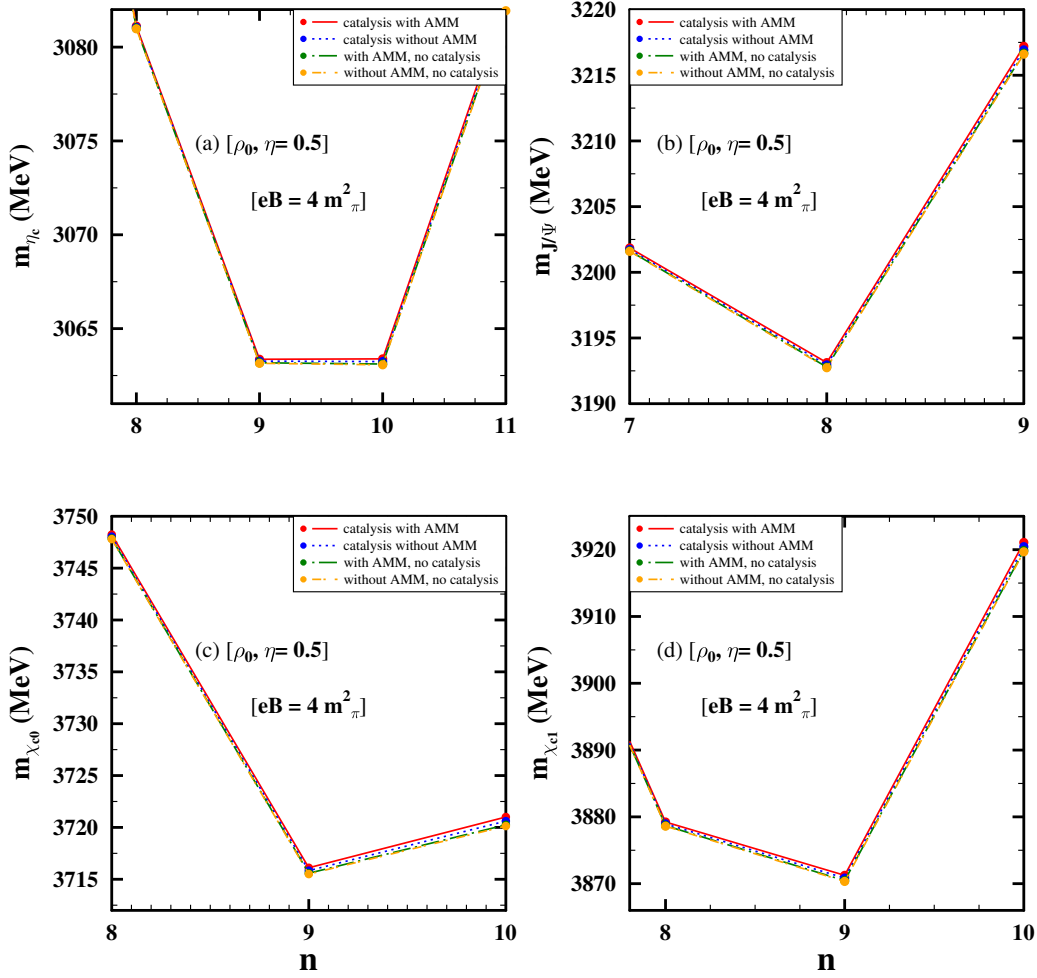 catalysis with AMM
catalysis without AMM
with AMM, no catalysis
without AMM, no catalysis
(a) [ρ0, η= 0.5]
[eB = 4 m²π]
mηc (MeV)
3080
3075
3070
3065
8 9 10 11
catalysis with AMM
catalysis without AMM
with AMM, no catalysis
without AMM, no catalysis
(b) [ρ0, η= 0.5]
[eB = 4 m²π]
mJ/Ψ (MeV)
3220
3215
3210
3205
3200
3195
3190
7 8 9
catalysis with AMM
catalysis without AMM
with AMM, no catalysis
without AMM, no catalysis
(c) [ρ0, η= 0.5]
[eB = 4 m²π]
mχc0 (MeV)
3750
3745
3740
3735
3730
3725
3720
3715
8 9 10
n
catalysis with AMM
catalysis without AMM
with AMM, no catalysis
without AMM, no catalysis
(d) [ρ0, η= 0.5]
[eB = 4 m²π]
mχc1 (MeV)
3920
3910
3900
3890
3880
3870
8 9 10
n